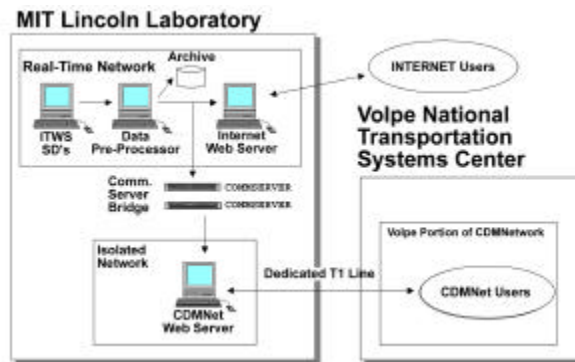 MIT Lincoln Laboratory
Real-Time Network
Archive
ITWS
SD's
Data
Pre-Processor
Internet
Web Server
INTERNET Users
Comm.
Server
Bridge
COMMSERVER
COMMSERVER
Isolated
Network
CDMNet
Web Server
Dedicated T1 Line
Volpe National
Transportation
Systems Center
Volpe Portion of CDMNetwork
CDMNet Users